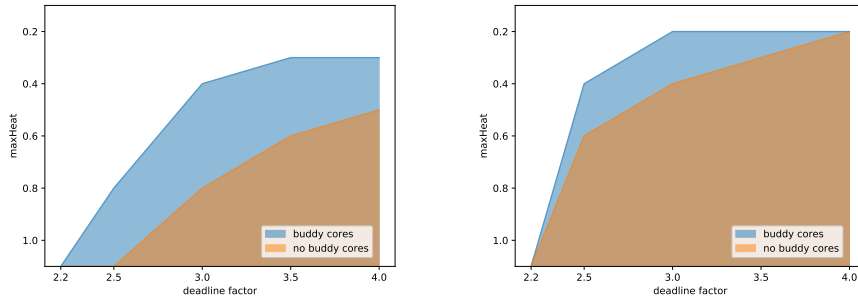 0.2
0.4
0.6
0.8
1.0
maxHeat
2.2 2.5 3.0 3.5 4.0
deadline factor
buddy cores
no buddy cores
0.2
0.4
0.6
0.8
1.0
maxHeat
2.2 2.5 3.0 3.5 4.0
deadline factor
buddy cores
no buddy cores